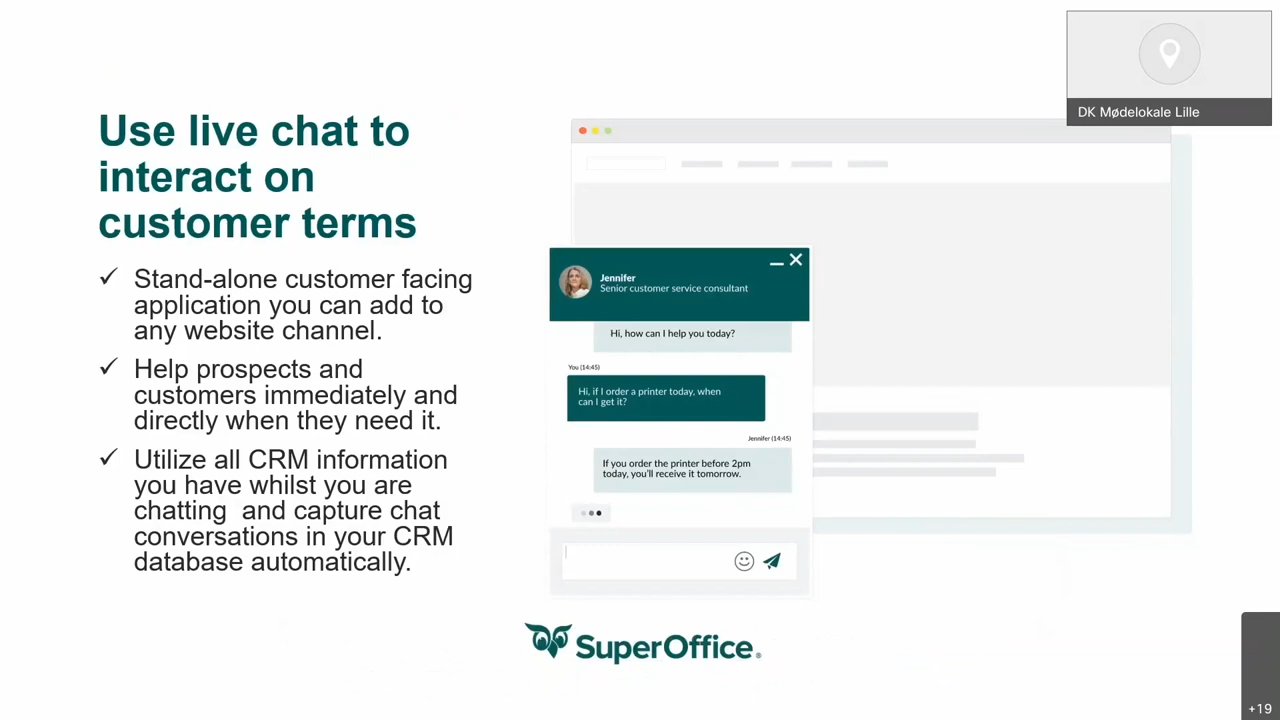 Use live chat to
interact on
customer terms
✓ Stand-alone customer facing
application you can add to
any website channel.
✓ Help prospects and
customers immediately and
directly when they need it.
✓ Utilize all CRM information
you have whilst you are
chatting  and capture chat
conversations in your CRM
database automatically.
DK Mødelokale Lille
Jennifer
Senior customer service consultant
Hi, how can I help you today?
You (14:45)
Hi, if I order a printer today, when
can I get it?
Jennifer (14:45)
If you order the printer before 2pm
today, you'll receive it tomorrow.
SuperOffice®
+19